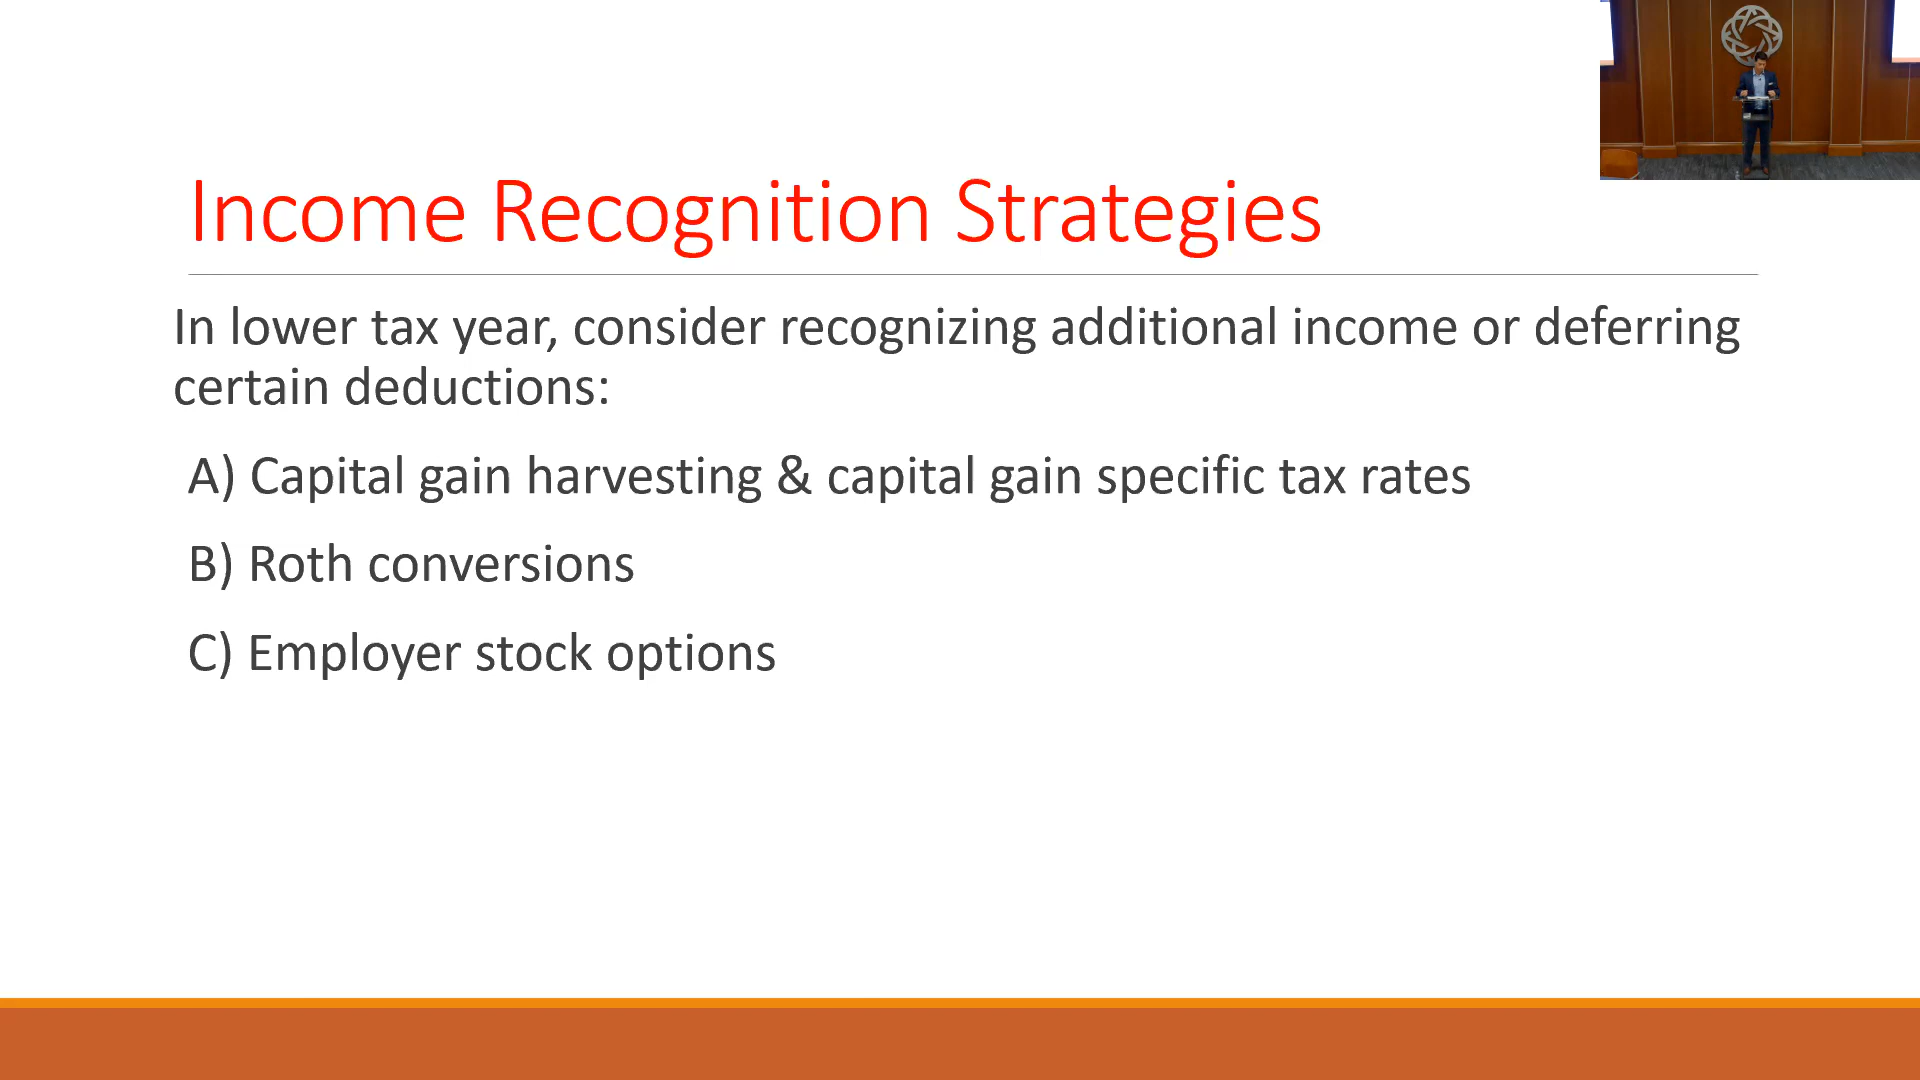 Income Recognition Strategies
In lower tax year, consider recognizing additional income or deferring
certain deductions:
A) Capital gain harvesting & capital gain specific tax rates
B) Roth conversions
C) Employer stock options